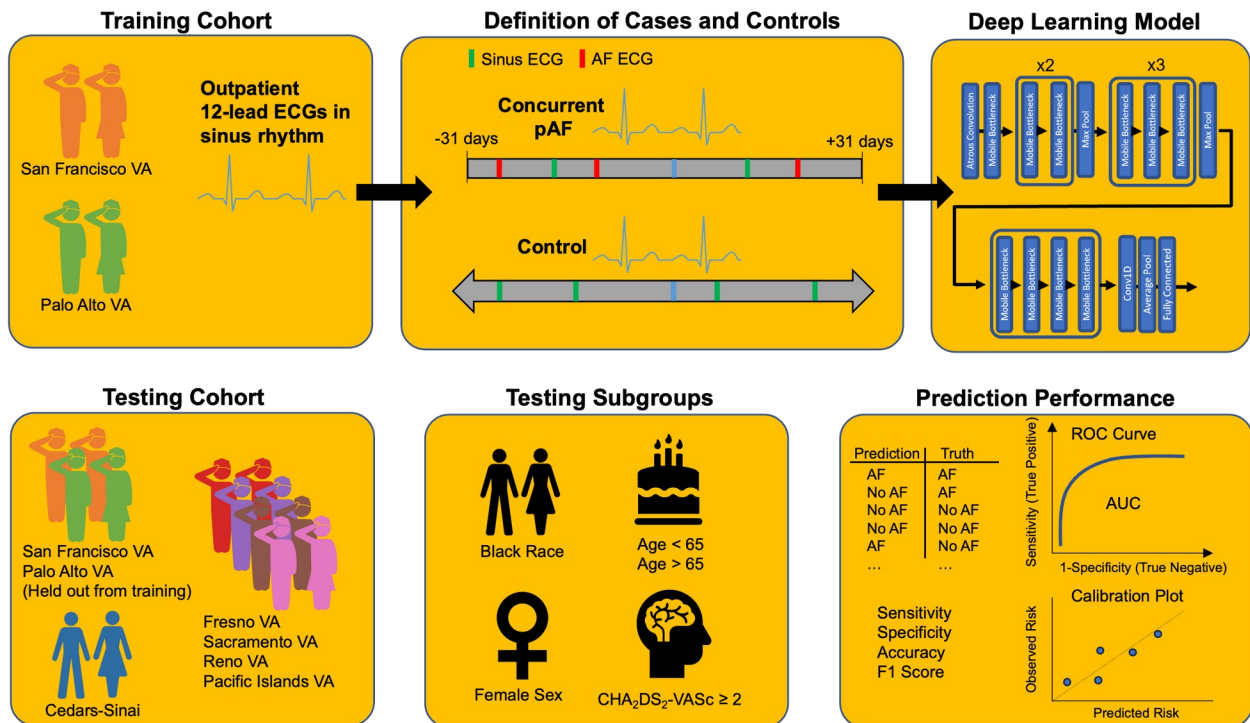 Training Cohort
Outpatient
12-lead ECGs in
sinus rhythm
San Francisco VA
Palo Alto VA
Definition of Cases and Controls
Sinus ECG
AF ECG
Concurrent
pAF
-31 days
+31 days
Control
Deep Learning Model
x2
x3
Atrous Convolution
Mobile Bottleneck
Mobile Bottleneck
Mobile Bottleneck
Max Pool
Mobile Bottleneck
Mobile Bottleneck
Mobile Bottleneck
Max Pool
Mobile Bottleneck
Mobile Bottleneck
Mobile Bottleneck
Mobile Bottleneck
Conv1D
Average Pool
Fully Connected
Testing Cohort
San Francisco VA
Palo Alto VA
(Held out from training)
Cedars-Sinai
Fresno VA
Sacramento VA
Reno VA
Pacific Islands VA
Testing Subgroups
Black Race
Age < 65
Age > 65
Female Sex
CHA₂DS₂-VASc ≥ 2
Prediction Performance
Prediction Truth
AF AF
No AF AF
No AF No AF
No AF No AF
AF No AF
... ...
Sensitivity
Specificity
Accuracy
F1 Score
ROC Curve
AUC
Sensitivity (True Positive)
1-Specificity (True Negative)
Calibration Plot
Observed Risk
Predicted Risk